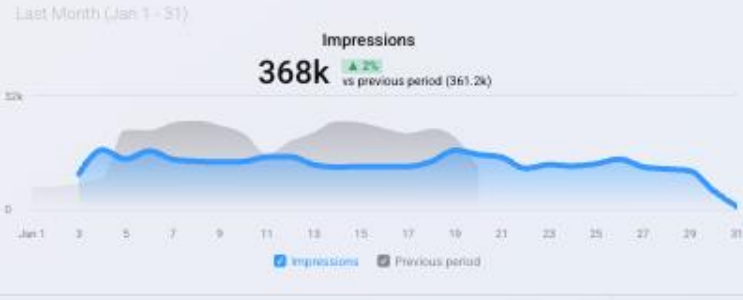 Last Month (Jan 1 - 31)
Impressions
368k ▲ 2%
vs previous period (361.2k)
52k
0
Jan 1 3 5 7 9 11 13 15 17 19 21 23 25 27 29 31
Impressions Previous period